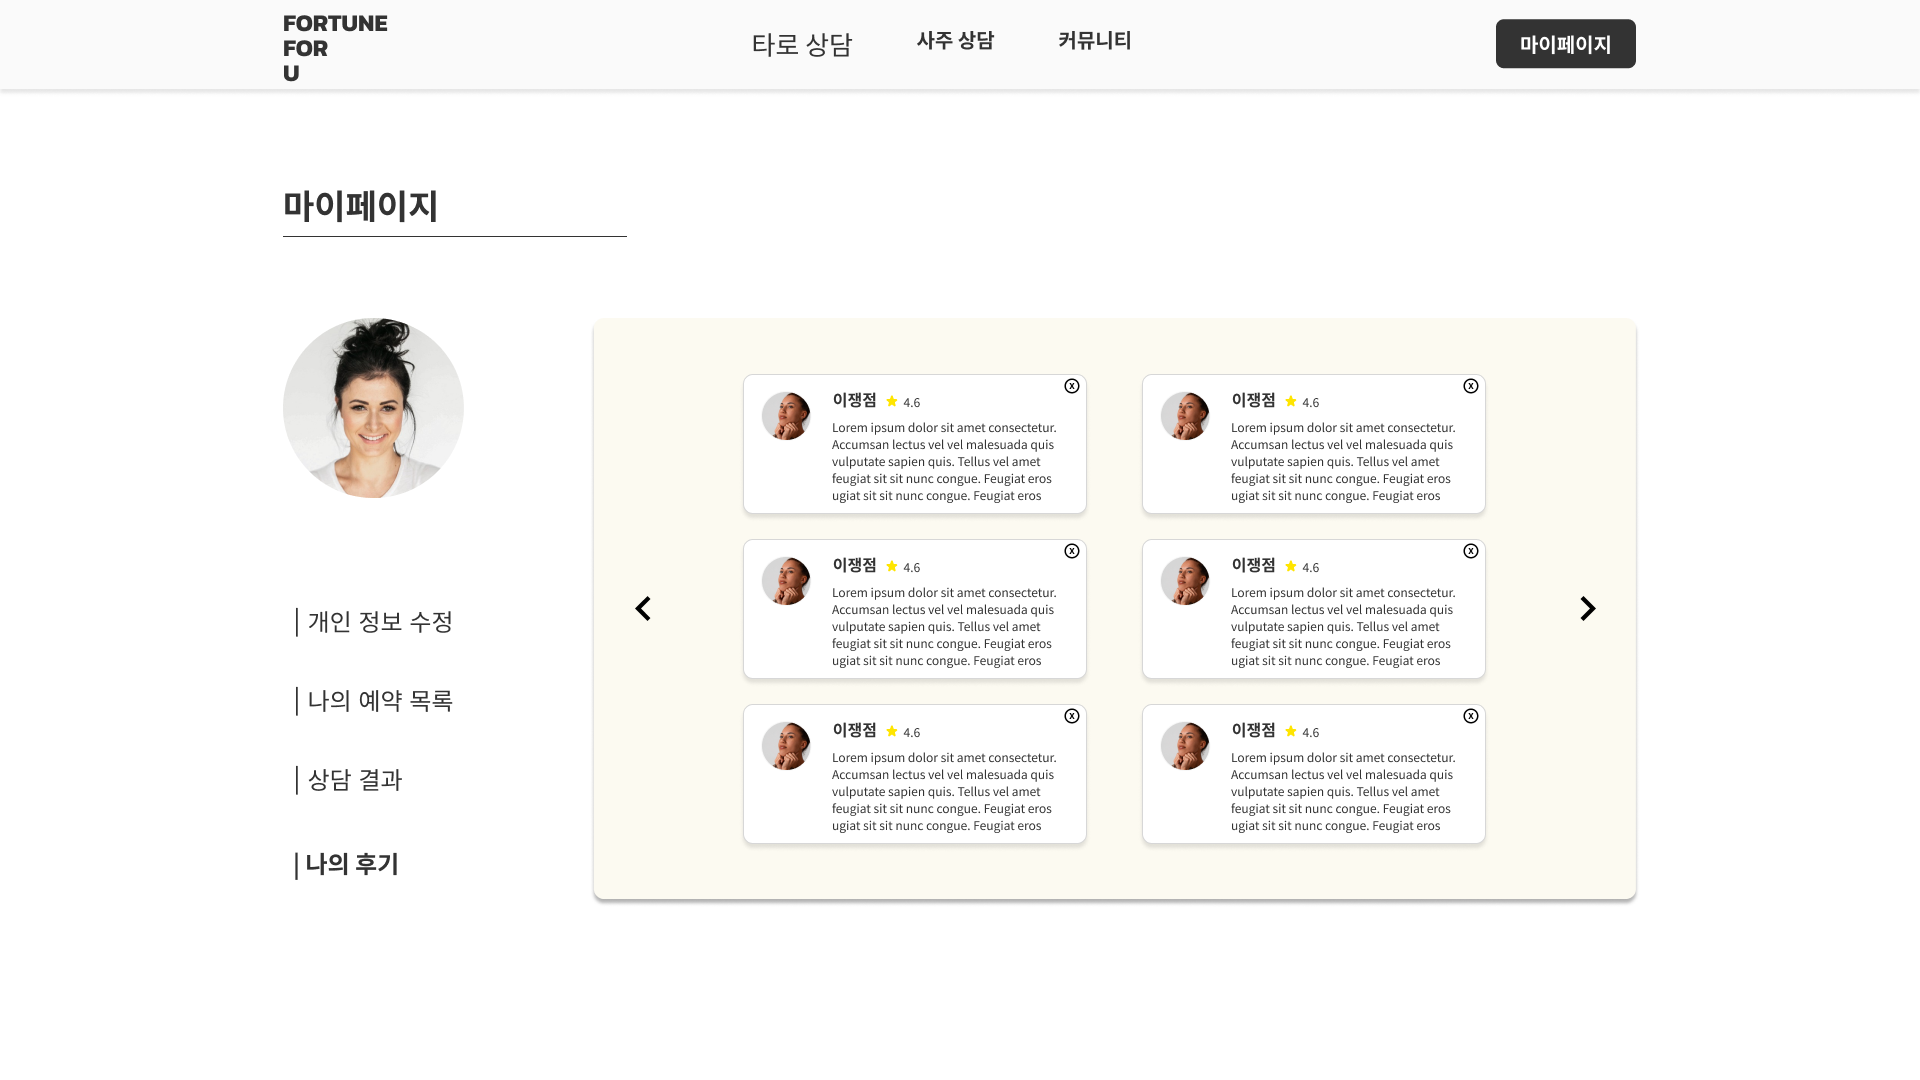 FORTUNE
FOR
U
타로 상담
사주 상담
커뮤니티
마이페이지
마이페이지
| 개인 정보 수정
| 나의 예약 목록
| 상담 결과
| 나의 후기
이쟁점 4.6
Lorem ipsum dolor sit amet consectetur.
Accumsan lectus vel vel malesuada quis
vulputate sapien quis. Tellus vel amet
feugiat sit sit nunc congue. Feugiat eros
ugiat sit sit nunc congue. Feugiat eros
x
이쟁점 4.6
Lorem ipsum dolor sit amet consectetur.
Accumsan lectus vel vel malesuada quis
vulputate sapien quis. Tellus vel amet
feugiat sit sit nunc congue. Feugiat eros
ugiat sit sit nunc congue. Feugiat eros
x
이쟁점 4.6
Lorem ipsum dolor sit amet consectetur.
Accumsan lectus vel vel malesuada quis
vulputate sapien quis. Tellus vel amet
feugiat sit sit nunc congue. Feugiat eros
ugiat sit sit nunc congue. Feugiat eros
x
이쟁점 4.6
Lorem ipsum dolor sit amet consectetur.
Accumsan lectus vel vel malesuada quis
vulputate sapien quis. Tellus vel amet
feugiat sit sit nunc congue. Feugiat eros
ugiat sit sit nunc congue. Feugiat eros
x
이쟁점 4.6
Lorem ipsum dolor sit amet consectetur.
Accumsan lectus vel vel malesuada quis
vulputate sapien quis. Tellus vel amet
feugiat sit sit nunc congue. Feugiat eros
ugiat sit sit nunc congue. Feugiat eros
x
이쟁점 4.6
Lorem ipsum dolor sit amet consectetur.
Accumsan lectus vel vel malesuada quis
vulputate sapien quis. Tellus vel amet
feugiat sit sit nunc congue. Feugiat eros
ugiat sit sit nunc congue. Feugiat eros
x